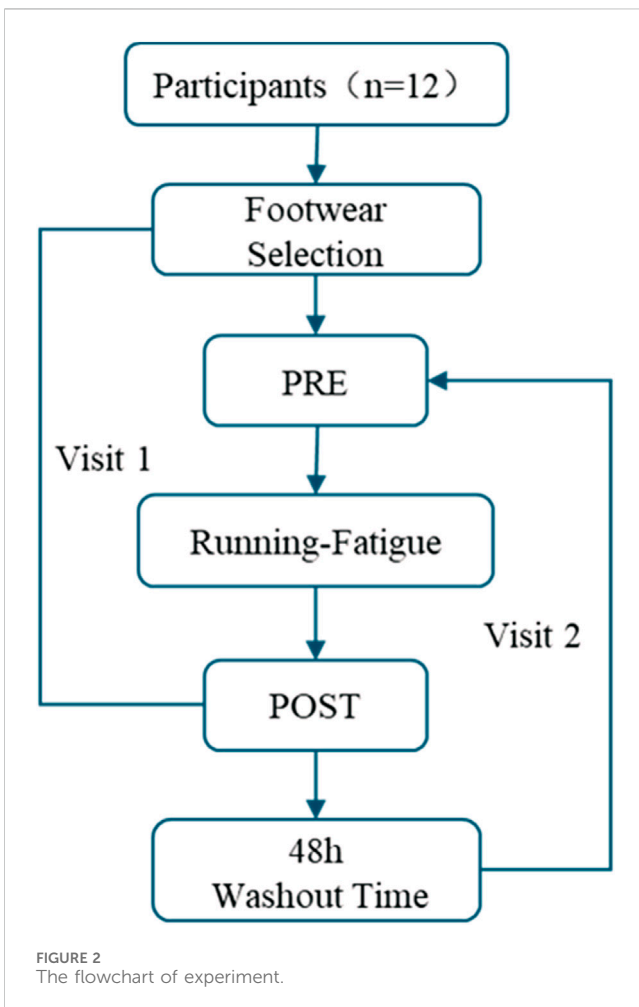 Participants（n=12）
Footwear
Selection
PRE
Visit 1
Running-Fatigue
Visit 2
POST
48h
Washout Time
FIGURE 2
The flowchart of experiment.